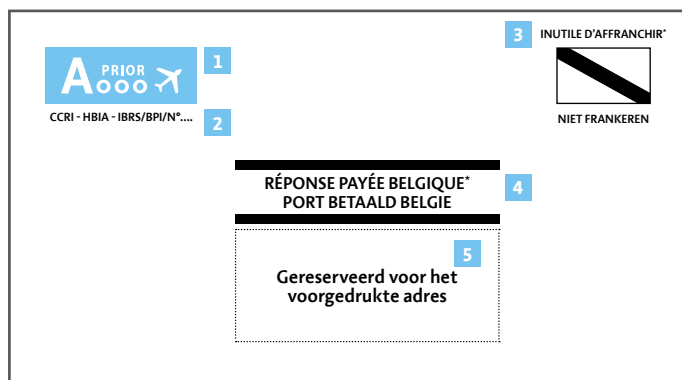 A PRIOR
1
CCRI - HBIA - IBRS/BPI/N°....
2
3
INUTILE D'AFFRANCHIR*
NIET FRANKEREN
RÉPONSE PAYÉE BELGIQUE*
PORT BETAALD BELGIE
4
5
Gereserveerd voor het
voorgedrukte adres